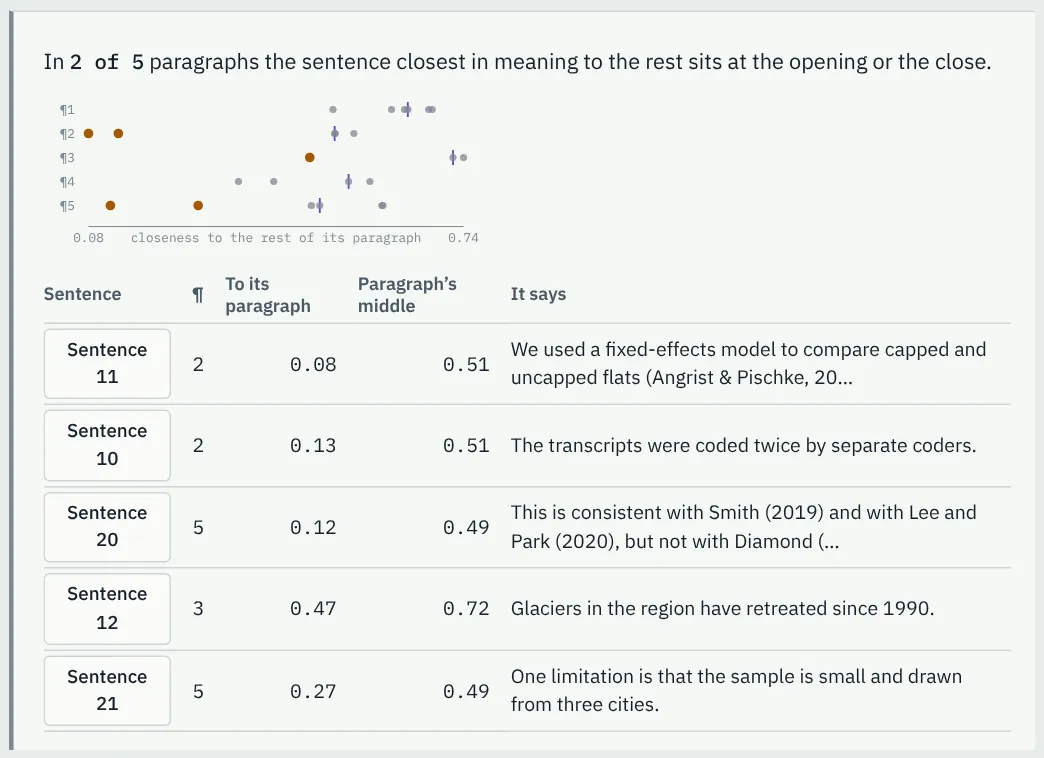 In 2 of 5 paragraphs the sentence closest in meaning to the rest sits at the opening or the close.
¶1
¶2
¶3
¶4
¶5
0.08 closeness to the rest of its paragraph 0.74
Sentence ¶ To its paragraph Paragraph’s middle It says
Sentence 11 2 0.08 0.51 We used a fixed-effects model to compare capped and
uncapped flats (Angrist & Pischke, 20...
Sentence 10 2 0.13 0.51 The transcripts were coded twice by separate coders.
Sentence 20 5 0.12 0.49 This is consistent with Smith (2019) and with Lee and
Park (2020), but not with Diamond (...
Sentence 12 3 0.47 0.72 Glaciers in the region have retreated since 1990.
Sentence 21 5 0.27 0.49 One limitation is that the sample is small and drawn
from three cities.